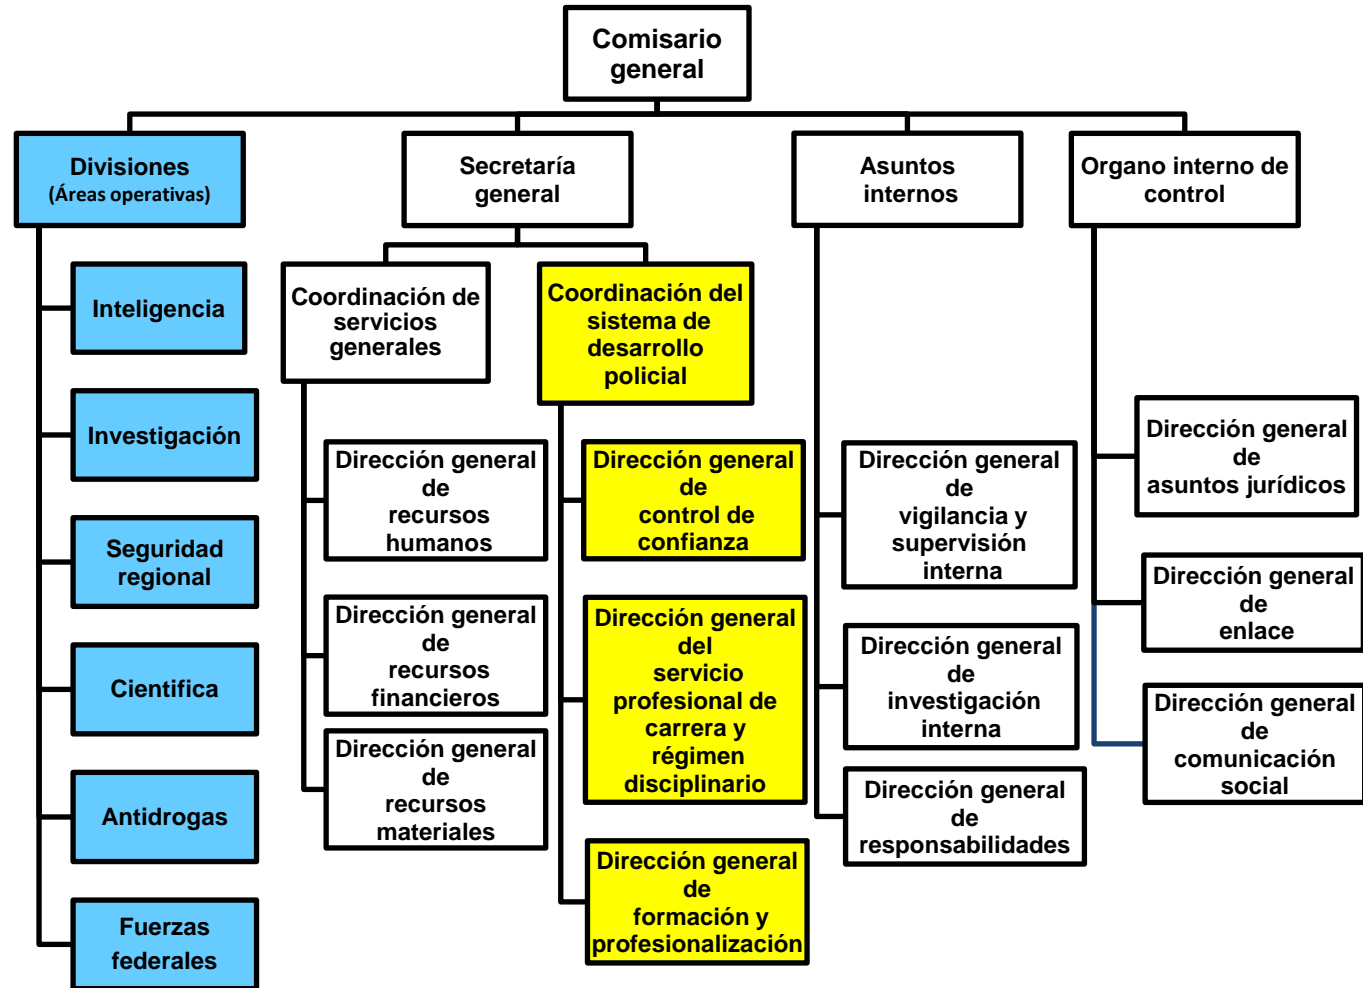 Comisario
general
Divisiones
(Áreas operativas)
Secretaría
general
Asuntos
internos
Organo interno de
control
Inteligencia
Investigación
Seguridad
regional
Cientifica
Antidrogas
Fuerzas
federales
Coordinación de
servicios
generales
Dirección general
de
recursos
humanos
Dirección general
de
recursos
financieros
Dirección general
de
recursos
materiales
Coordinación del
sistema de
desarrollo
policial
Dirección general
de
control de
confianza
Dirección general
del
servicio
profesional de
carrera y
régimen
disciplinario
Dirección general
de
formación y
profesionalización
Dirección general
de
vigilancia y
supervisión
interna
Dirección general
de
investigación
interna
Dirección general
de
responsabilidades
Dirección general
de
asuntos jurídicos
Dirección general
de
enlace
Dirección general
de
comunicación
social